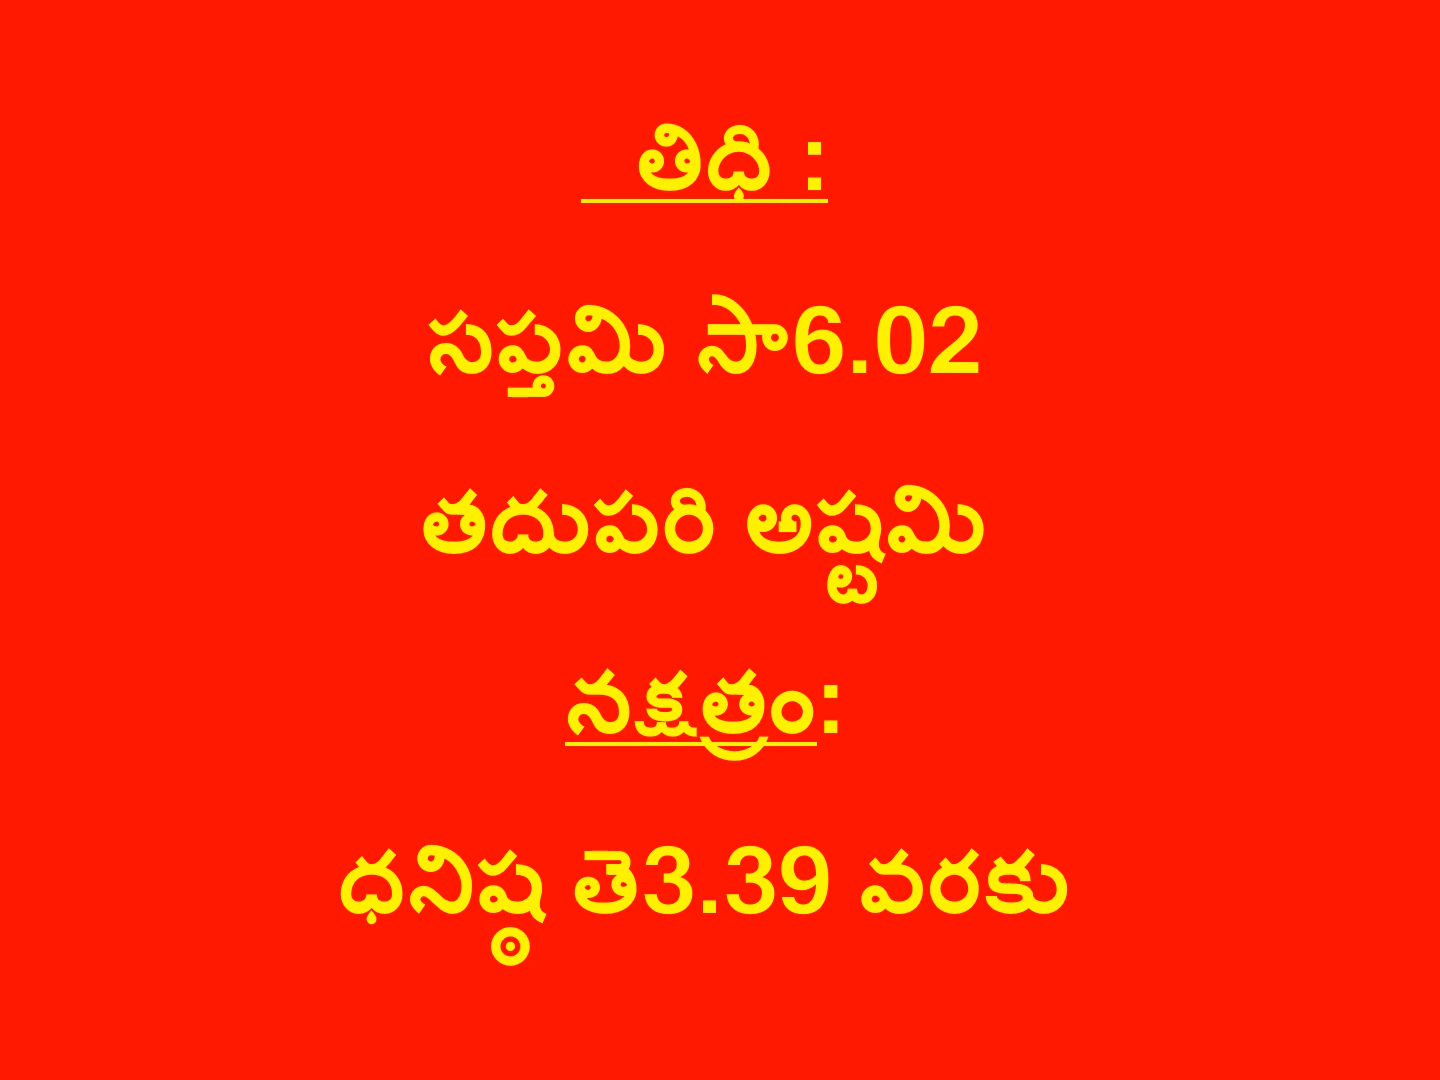 తిధి :
సప్తమి సా6.02
తదుపరి అష్టమి
నక్షత్రం:
ధనిష్ఠ తె3.39 వరకు